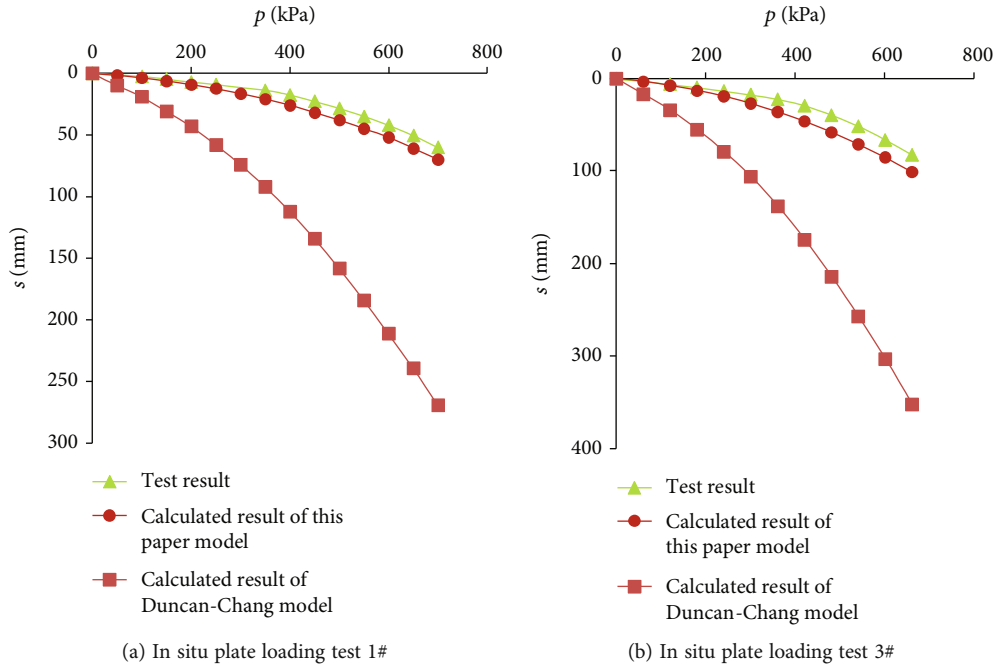 p (kPa)
0 200 400 600 800
0
50
100
150
200
250
300
s (mm)
Test result
Calculated result of this
paper model
Calculated result of
Duncan-Chang model
(a) In situ plate loading test 1#
p (kPa)
0 200 400 600 800
0
100
200
300
400
s (mm)
Test result
Calculated result of
this paper model
Calculated result of
Duncan-Chang model
(b) In situ plate loading test 3#